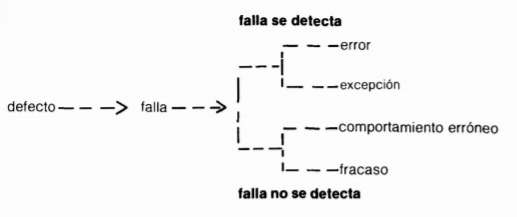 falla se detecta
error
excepción
defecto
falla
comportamiento erróneo
fracaso
falla no se detecta